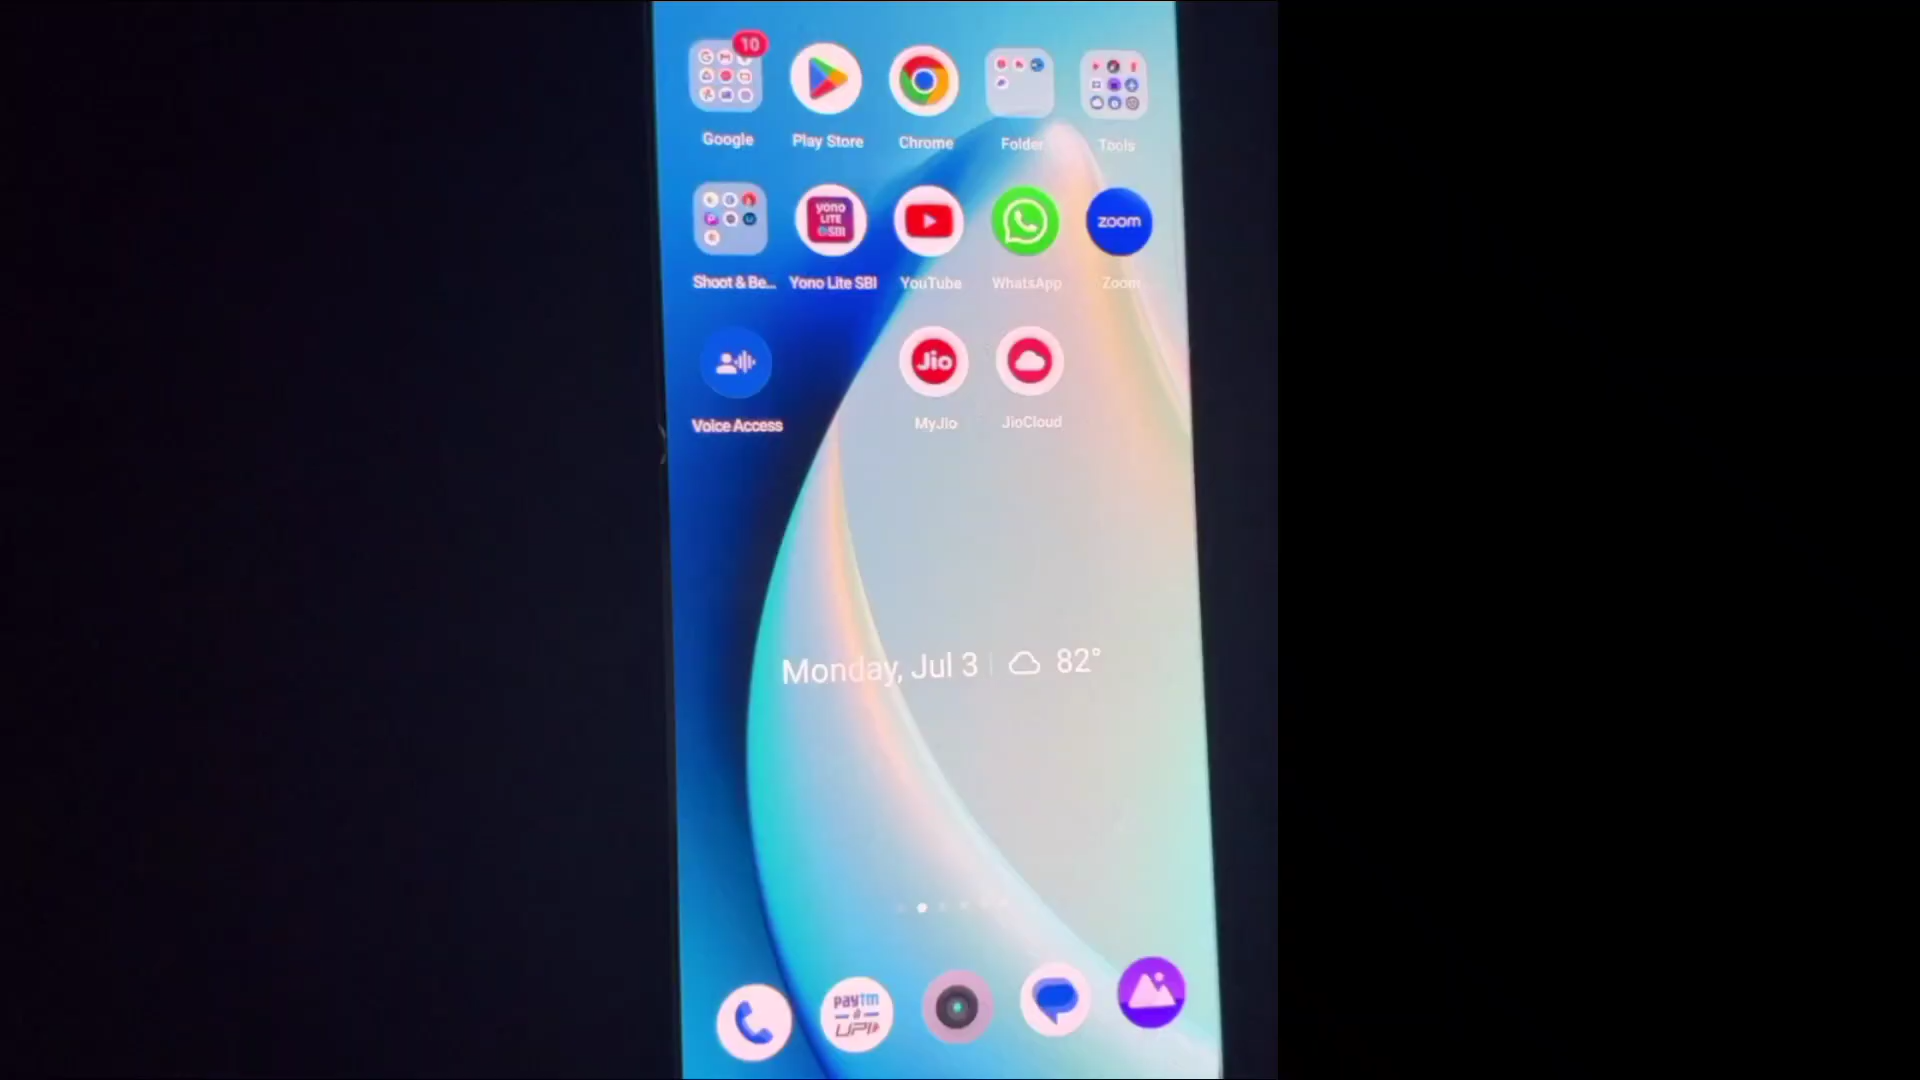 10
Google Play Store Chrome Folder Tools
yono
LITE
SBI
zoom
Shoot & Be... Yono Lite SBI YouTube WhatsApp Zoom
Jio
Voice Access MyJio JioCloud
Monday, Jul 3 82°
paytm
UPI